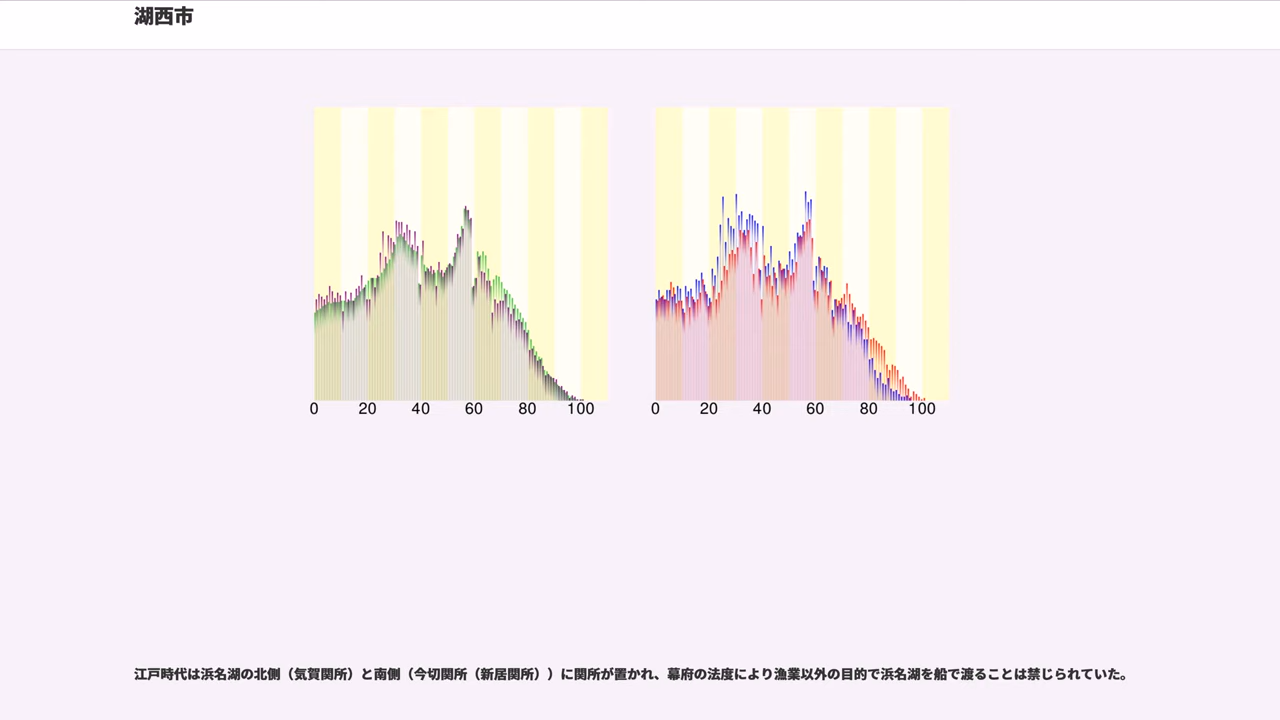 湖西市
0 20 40 60 80 100
0 20 40 60 80 100
江戸時代は浜名湖の北側（気賀関所）と南側（今切関所（新居関所））に関所が置かれ、幕府の法度により漁業以外の目的で浜名湖を船で渡ることは禁じられていた。